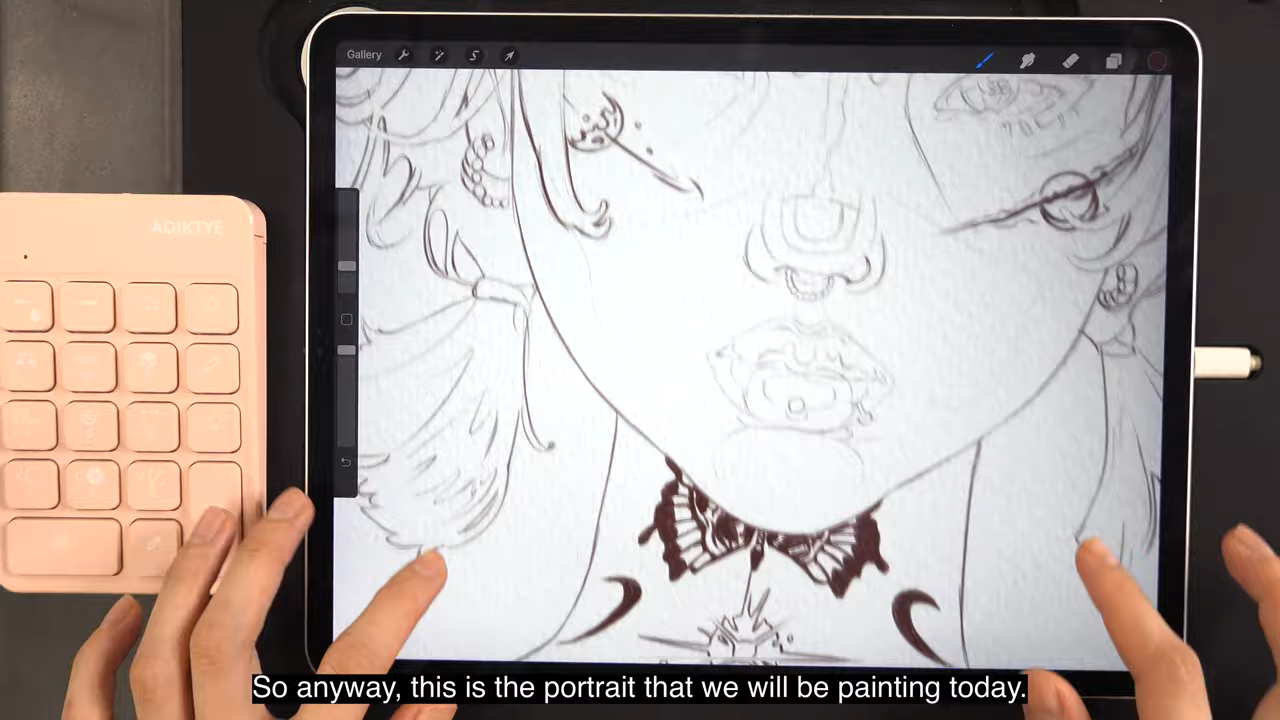 Gallery
AOIKTYE
So anyway, this is the portrait that we will be painting today.